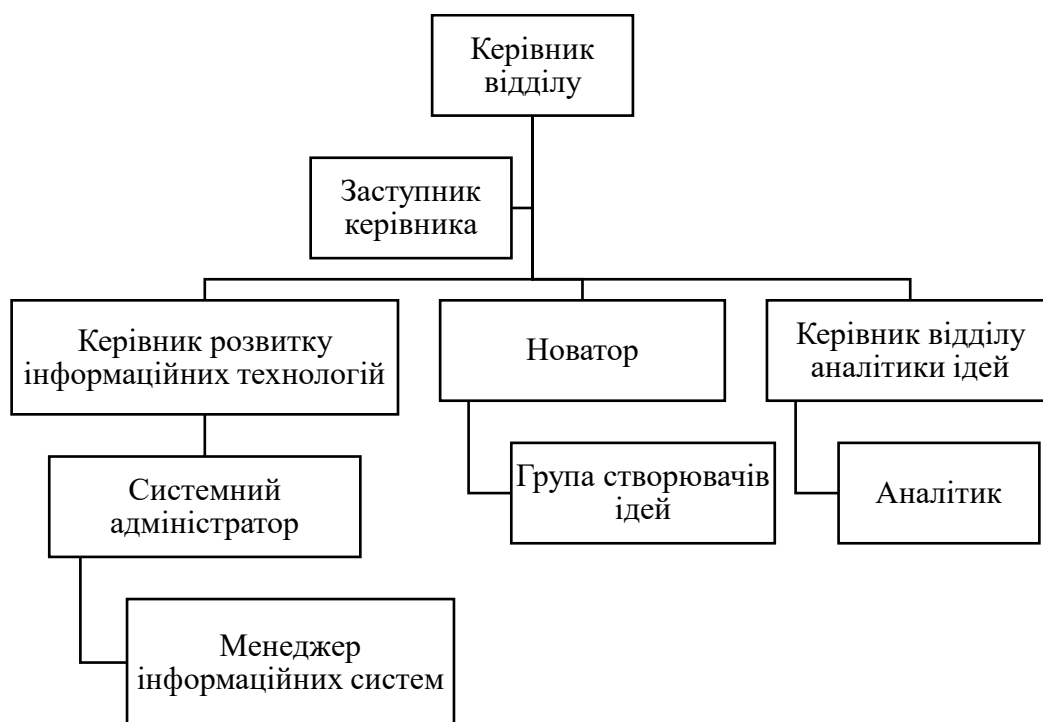 Керівник
відділу
Заступник
керівника
Керівник розвитку
інформаційних технологій
Новатор
Керівник відділу
аналітики ідей
Системний
адміністратор
Група створювачів
ідей
Аналітик
Менеджер
інформаційних систем